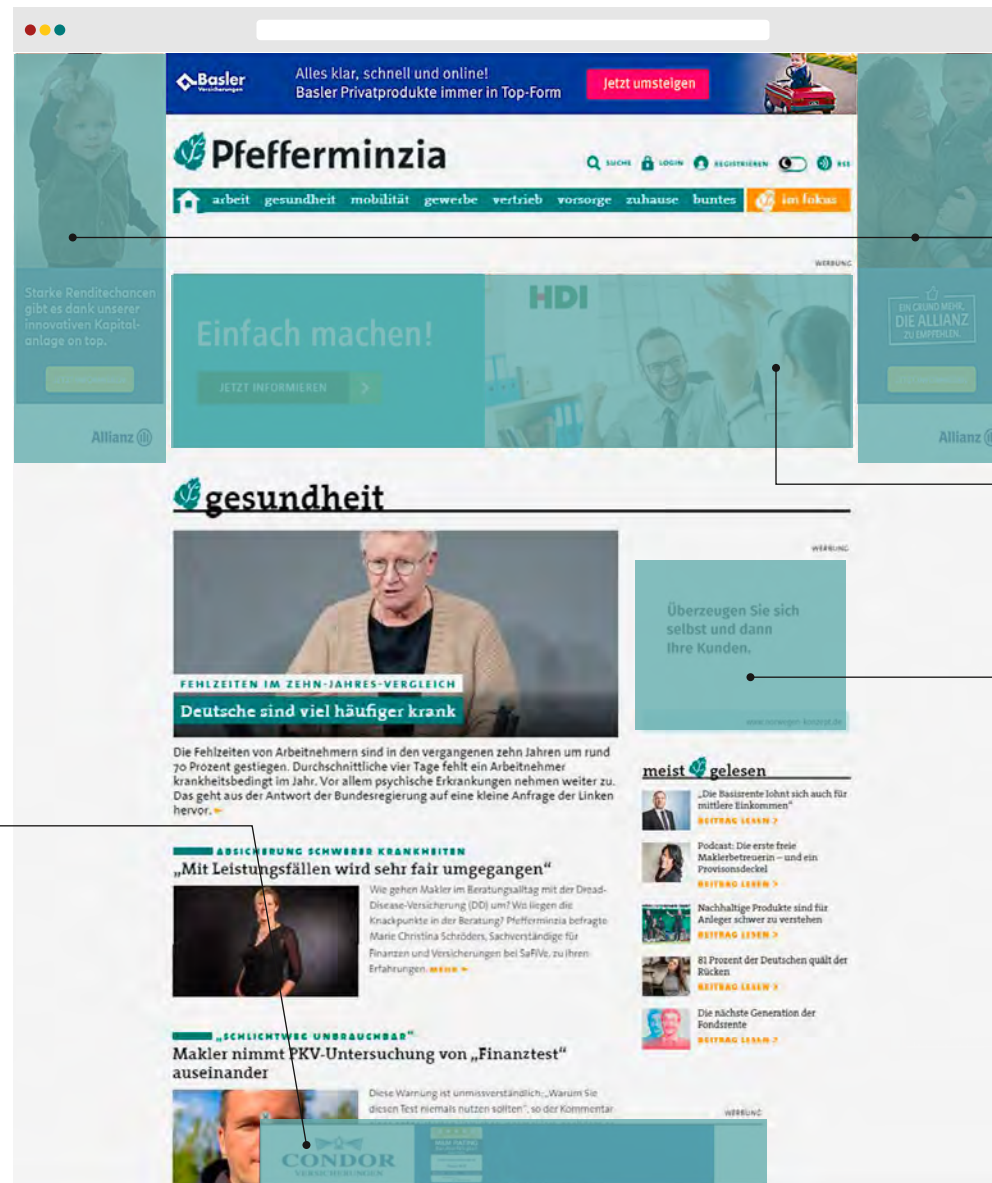 Basler
Versicherungen
Alles klar, schnell und online!
Basler Privatprodukte immer in Top-Form
Jetzt umsteigen
Pfefferminzia
SUCHE
LOGIN
REGISTRIEREN
RSS
arbeit gesundheit mobilität gewerbe vertrieb vorsorge zuhause buntes im fokus
WERBUNG
Starke Renditechancen
gibt es dank unserer
innovativen Kapital-
anlage on top.
Allianz
Einfach machen!
JETZT INFORMIEREN >
HDI
EIN GRUND MEHR,
DIE ALLIANZ
ZU EMPFEHLEN.
Allianz
gesundheit
FEHLZEITEN IM ZEHN-JAHRES-VERGLEICH
Deutsche sind viel häufiger krank
Die Fehlzeiten von Arbeitnehmern sind in den vergangenen zehn Jahren um rund
70 Prozent gestiegen. Durchschnittliche vier Tage fehlt ein Arbeitnehmer
krankheitsbedingt im Jahr. Vor allem psychische Erkrankungen nehmen weiter zu.
Das geht aus der Antwort der Bundesregierung auf eine kleine Anfrage der Linken
hervor.
ABSICHERUNG SCHWERER KRANKHEITEN
„Mit Leistungsfällen wird sehr fair umgegangen“
Wie gehen Makler im Beratungsalltag mit der Dread-
Disease-Versicherung (DD) um? Wo liegen die
Knackpunkte in der Beratung? Pfefferminzia befragte
Marie Christina Schröders, Sachverständige für
Finanzen und Versicherungen bei SaFiVe, zu ihren
Erfahrungen. MEHR
„SCHLICHTWEG UNBRAUCHBAR“
Makler nimmt PKV-Untersuchung von „Finanztest“
auseinander
Diese Warnung ist unmissverständlich: „Warum Sie
diesen Test niemals nutzen sollten“, so der Kommentar
WERBUNG
Überzeugen Sie sich
selbst und dann
Ihre Kunden.
www.norwegen-konzept.de
meist gelesen
„Die Basisrente lohnt sich auch für
mittlere Einkommen“
BEITRAG LESEN >
Podcast: Die erste freie
Maklerbetreuerin – und ein
Provisonsdeckel
BEITRAG LESEN >
Nachhaltige Produkte sind für
Anleger schwer zu verstehen
BEITRAG LESEN >
81 Prozent der Deutschen quält der
Rücken
BEITRAG LESEN >
Die nächste Generation der
Fondsrente
BEITRAG LESEN >
WERBUNG
CONDOR
VERSICHERUNGEN